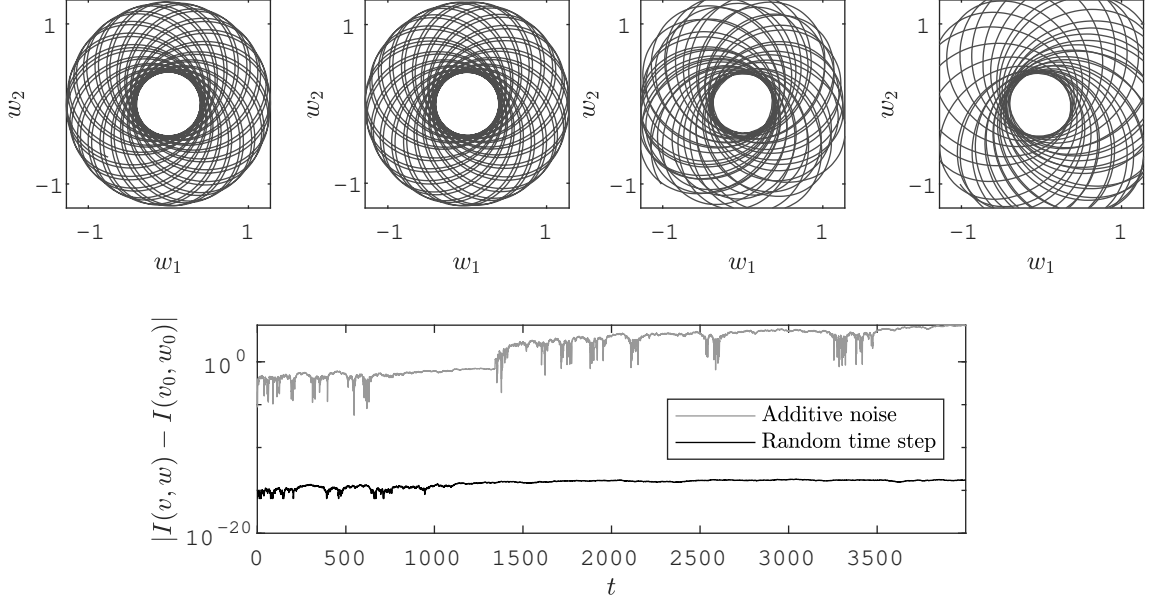 1
w₂
−1
−1
1
w₁
1
w₂
−1
−1
1
w₁
1
w₂
−1
−1
1
w₁
1
w₂
−1
−1
1
w₁
|I(v, w) − I(v₀, w₀)|
10⁰
10⁻²⁰
Additive noise
Random time step
0 500 1000 1500 2000 2500 3000 3500
t